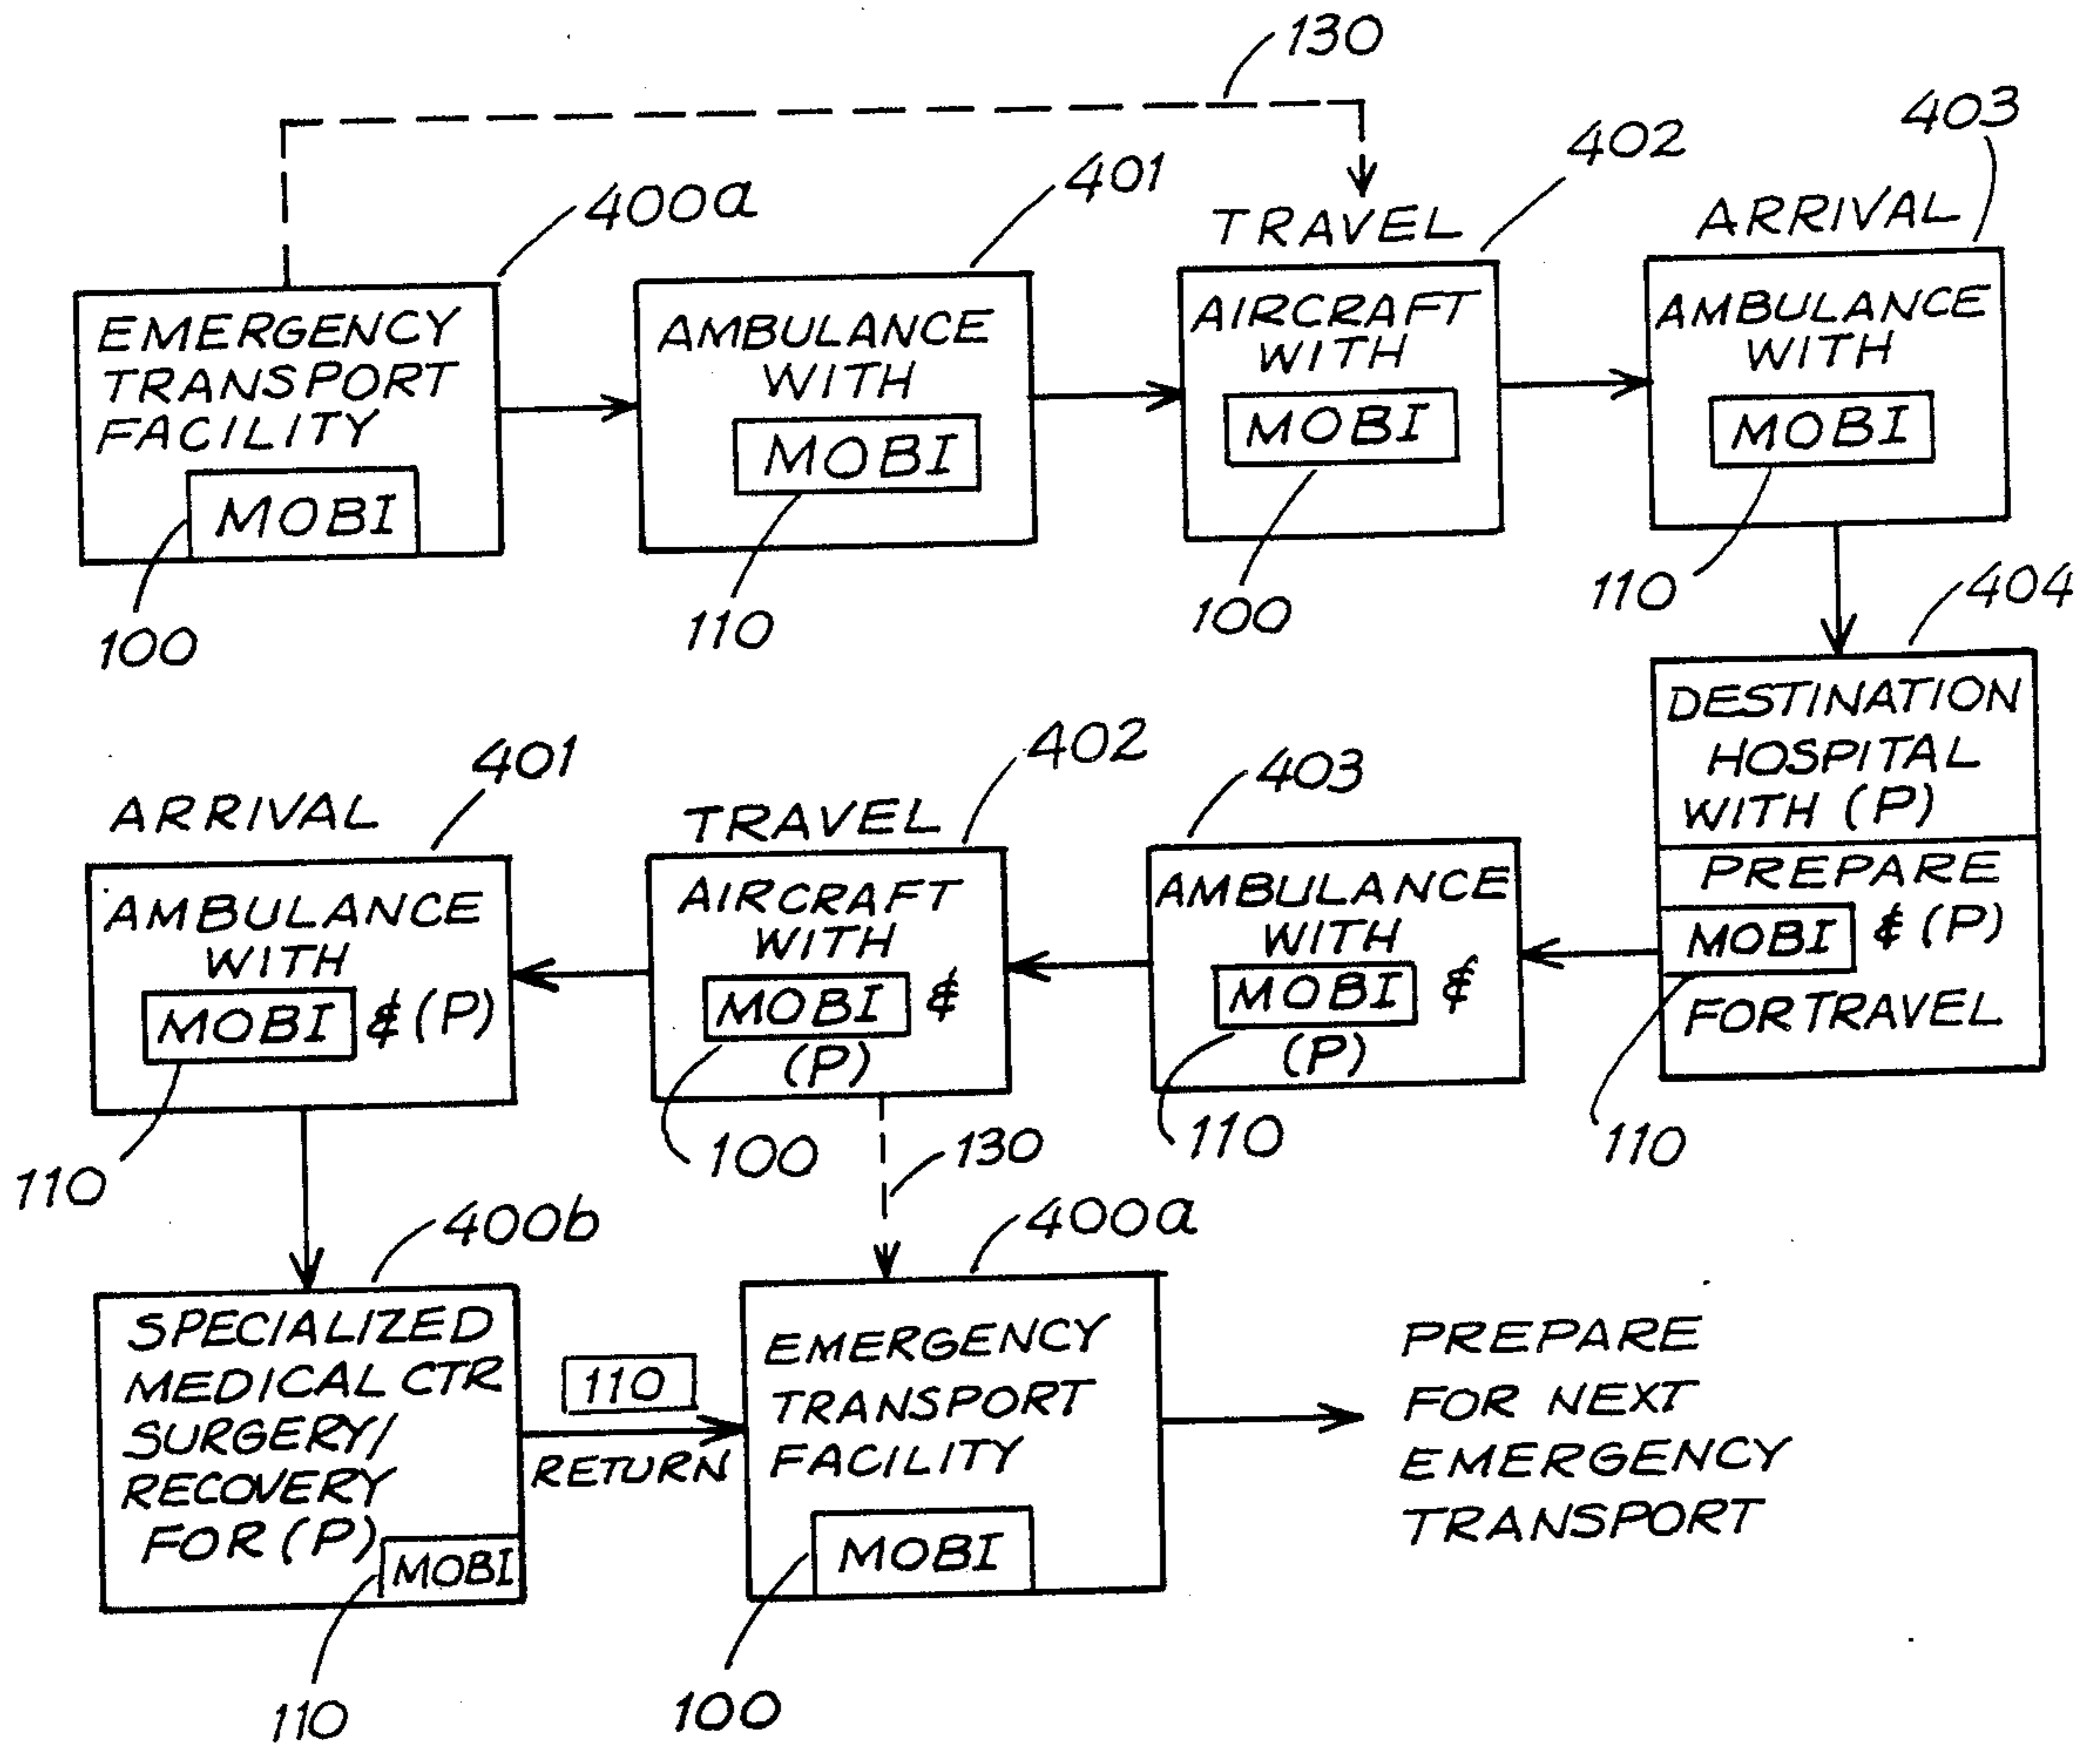 130
403
402
401
400a
TRAVEL
ARRIVAL
EMERGENCY
TRANSPORT
FACILITY
MOBI
100
AMBULANCE
WITH
MOBI
110
AIRCRAFT
WITH
MOBI
100
AMBULANCE
WITH
MOBI
110
404
DESTINATION
HOSPITAL
WITH (P)
PREPARE
MOBI & (P)
FOR TRAVEL
110
403
AMBULANCE
WITH
MOBI &
(P)
110
402
TRAVEL
AIRCRAFT
WITH
MOBI &
(P)
100
130
401
ARRIVAL
AMBULANCE
WITH
MOBI & (P)
110
400b
SPECIALIZED
MEDICAL CTR
SURGERY/
RECOVERY
FOR (P)
MOBI
110
110
RETURN
400a
EMERGENCY
TRANSPORT
FACILITY
MOBI
100
PREPARE
FOR NEXT
EMERGENCY
TRANSPORT